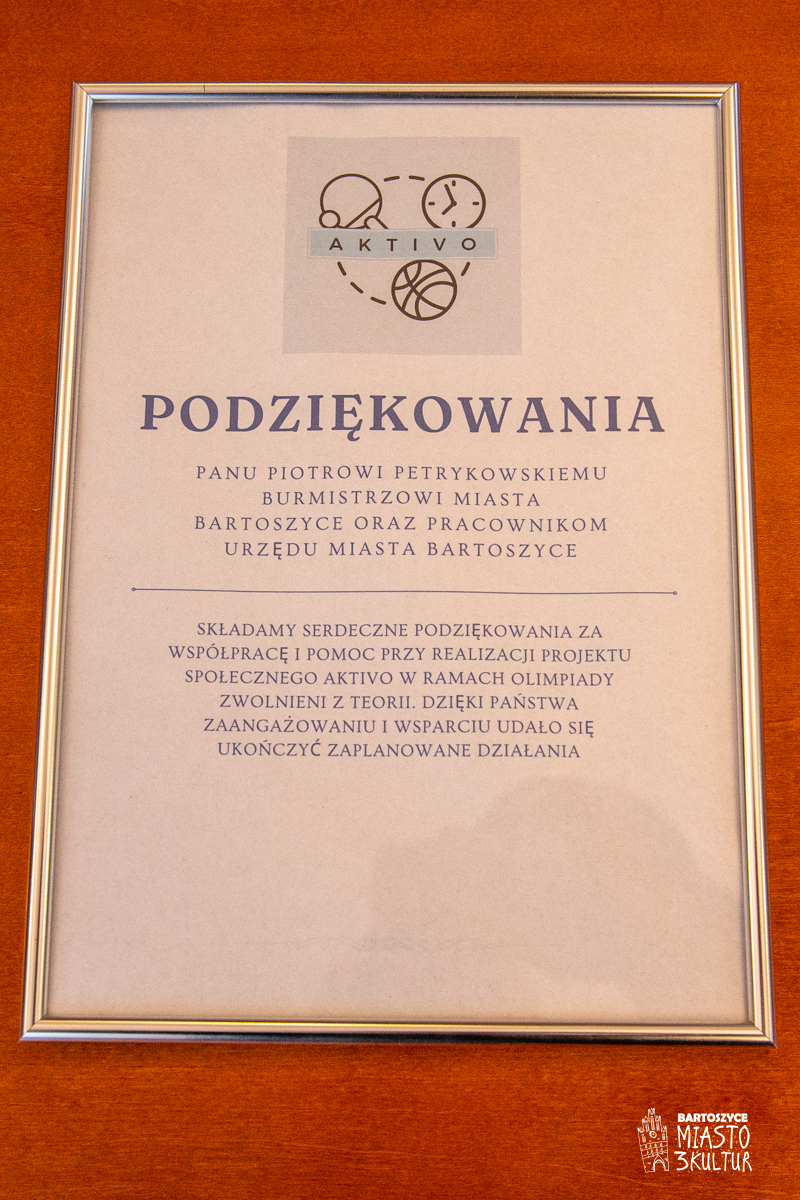 AKTIVO
PODZIĘKOWANIA
PANU PIOTROWI PETRYKOWSKIEMU
BURMISTRZOWI MIASTA
BARTOSZYCE ORAZ PRACOWNIKOM
URZĘDU MIASTA BARTOSZYCE
SKŁADAMY SERDECZNE PODZIĘKOWANIA ZA
WSPÓŁPRACĘ I POMOC PRZY REALIZACJI PROJEKTU
SPOŁECZNEGO AKTIVO W RAMACH OLIMPIADY
ZWOLNIENI Z TEORII. DZIĘKI PAŃSTWA
ZAANGAŻOWANIU I WSPARCIU UDAŁO SIĘ
UKOŃCZYĆ ZAPLANOWANE DZIAŁANIA
BARTOSZYCE
MIASTO
3KULTUR